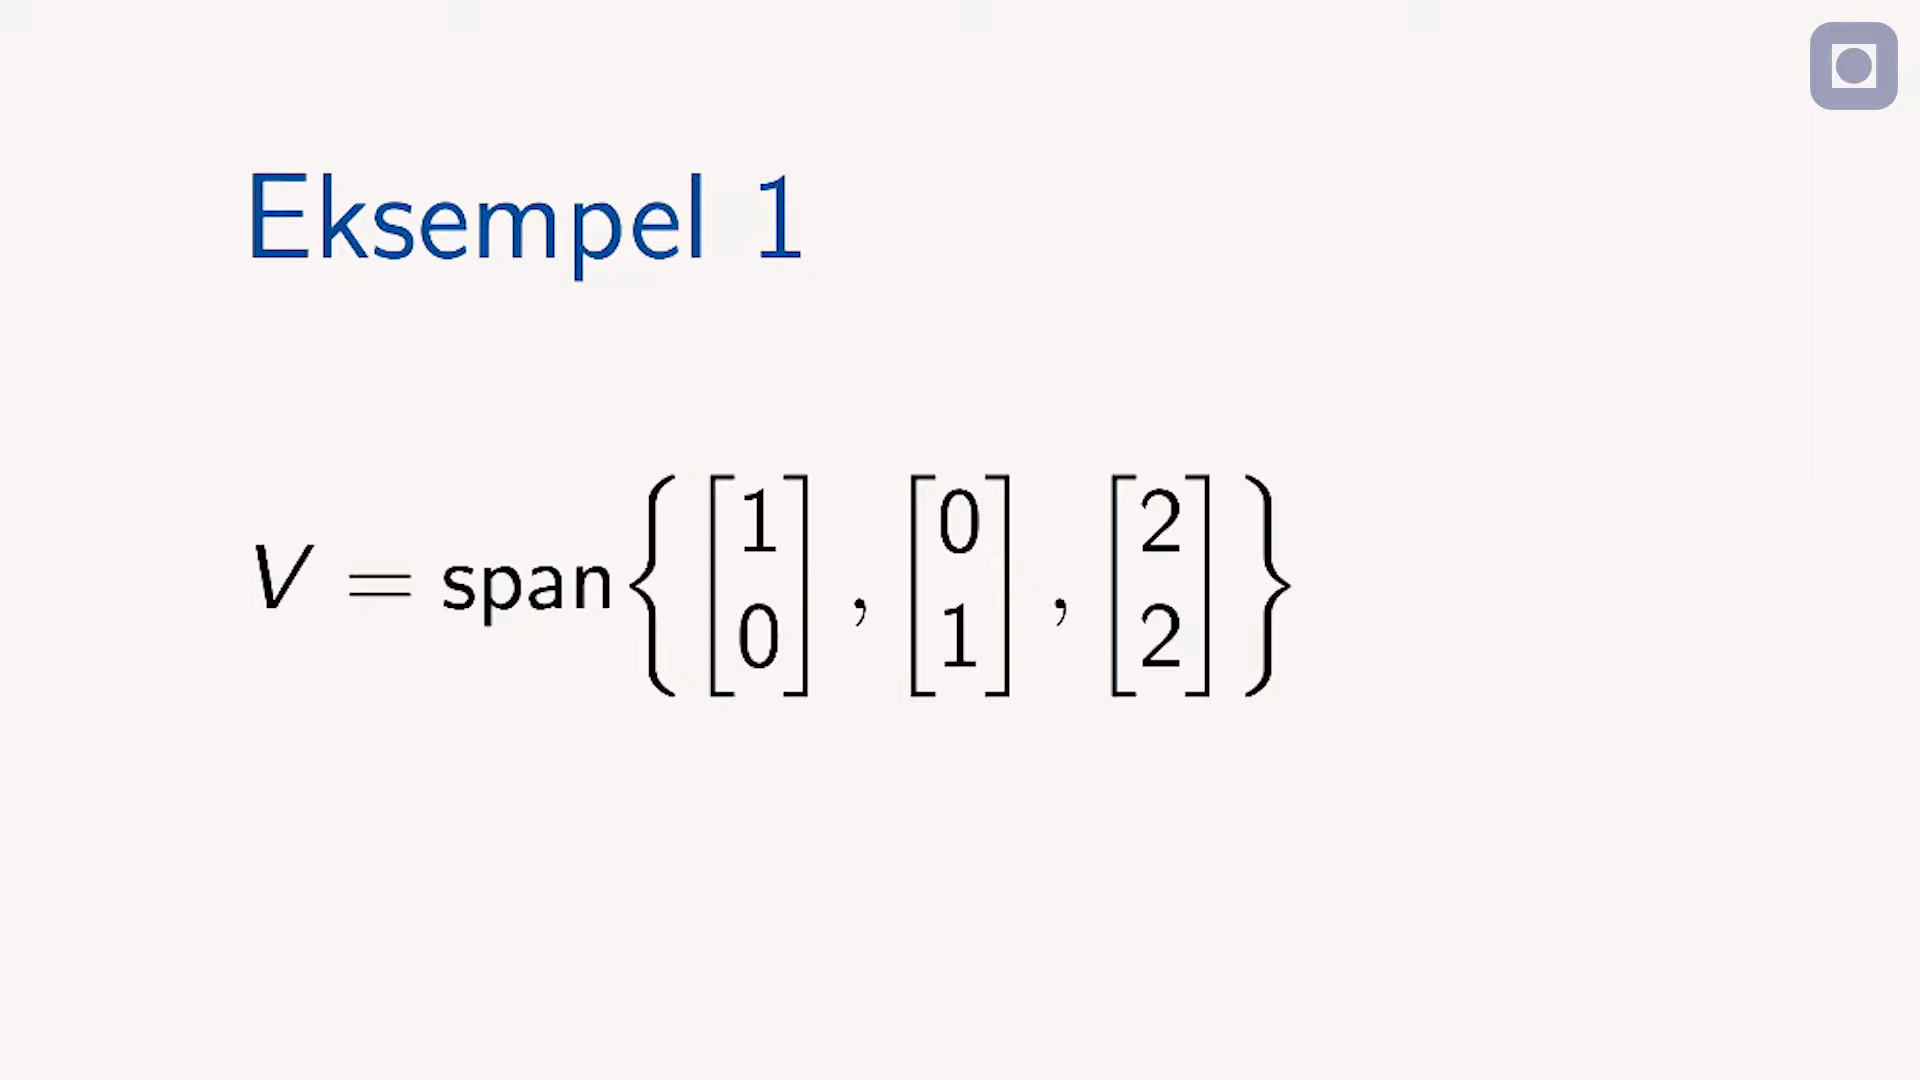 Eksempel 1
V = span{ [1 0], [0 1], [2 2] }